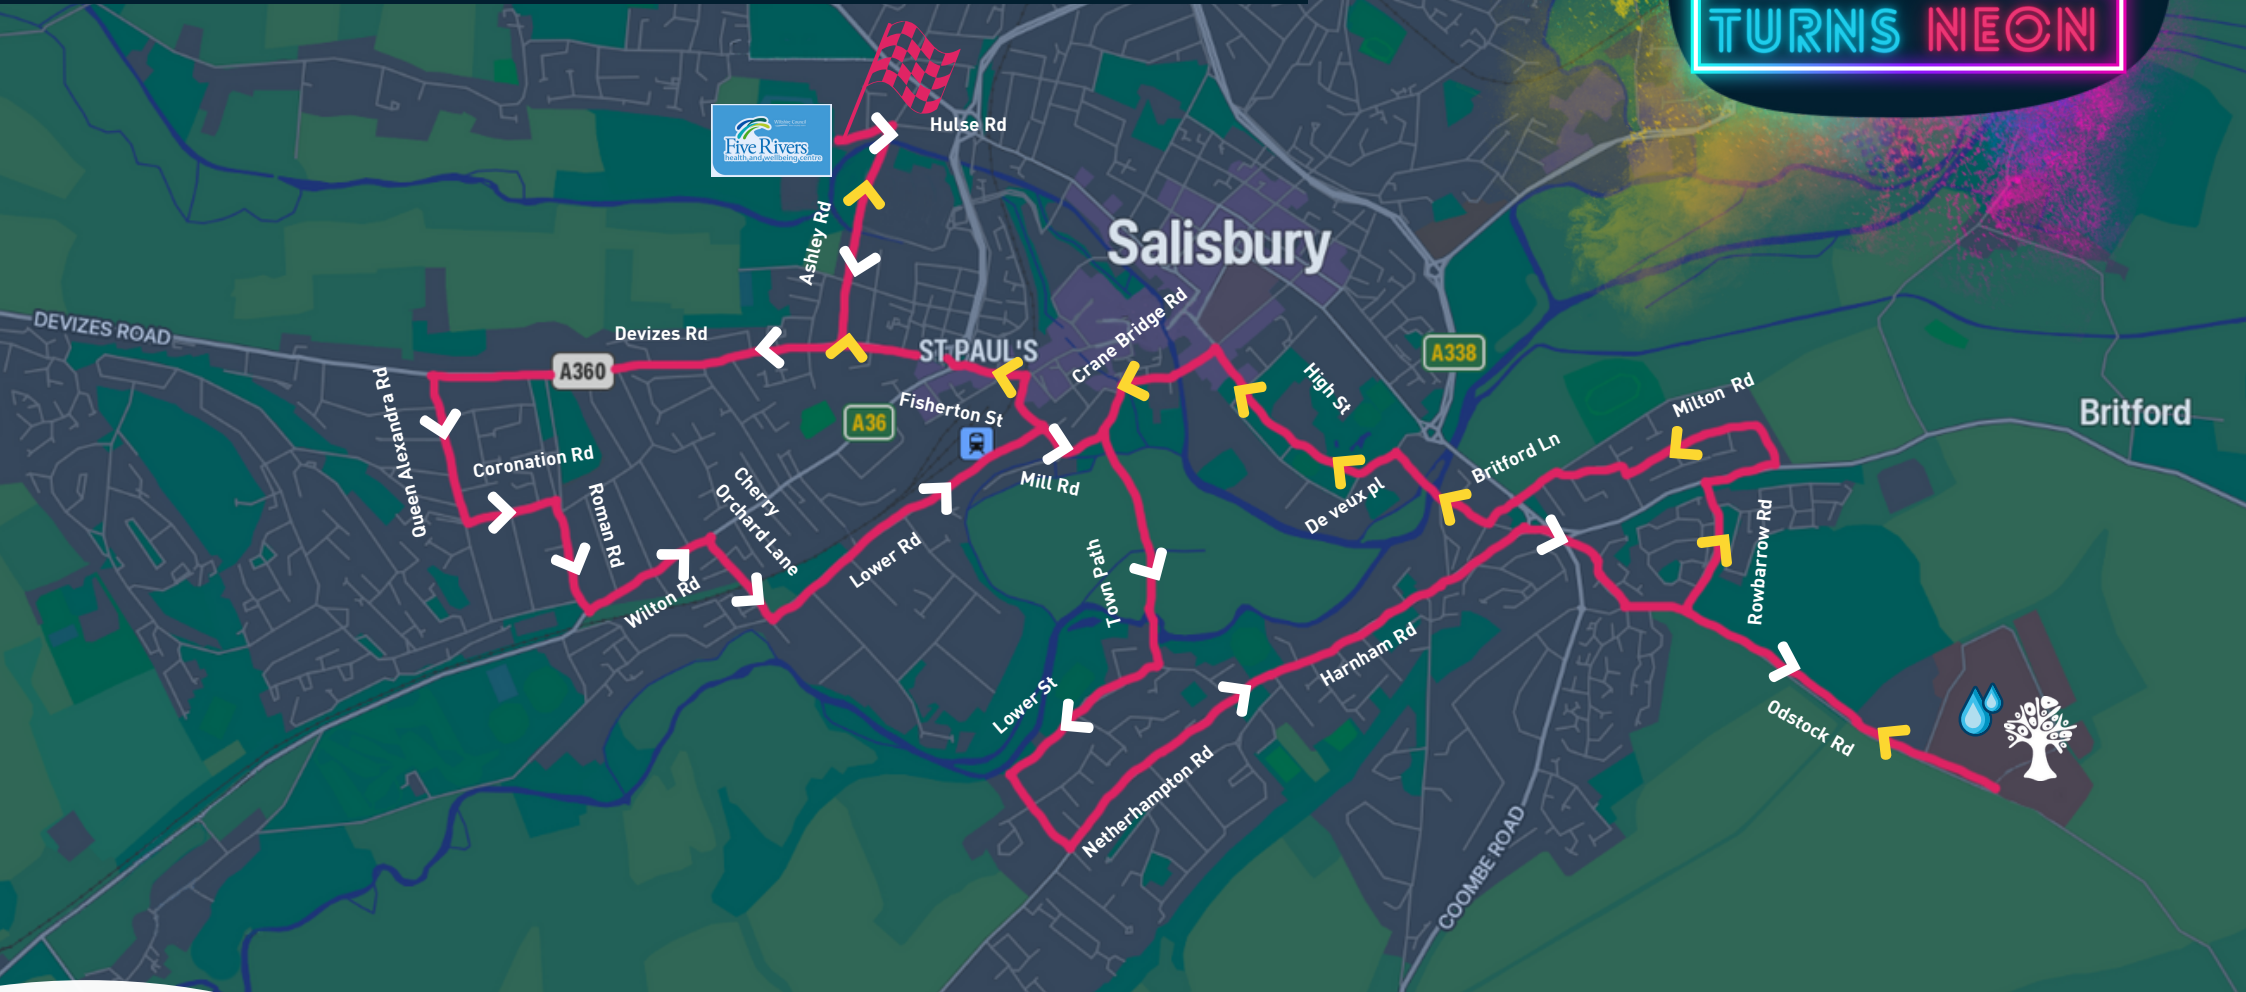 TURNS NEON
Hulse Rd
Wiltshire Council
Five Rivers
health and wellbeing centre
Ashley Rd
Salisbury
DEVIZES ROAD
Devizes Rd
ST PAUL'S
Crane Bridge Rd
A360
A338
Queen Alexandra Rd
Fisherton St
A36
High St
Milton Rd
Britford
Coronation Rd
Cherry
Orchard Lane
Mill Rd
Britford Ln
De veux pl
Roman Rd
Lower Rd
Town Path
Rowbarrow Rd
Wilton Rd
Harnham Rd
Lower St
Odstock Rd
Netherhampton Rd
COOMBE ROAD